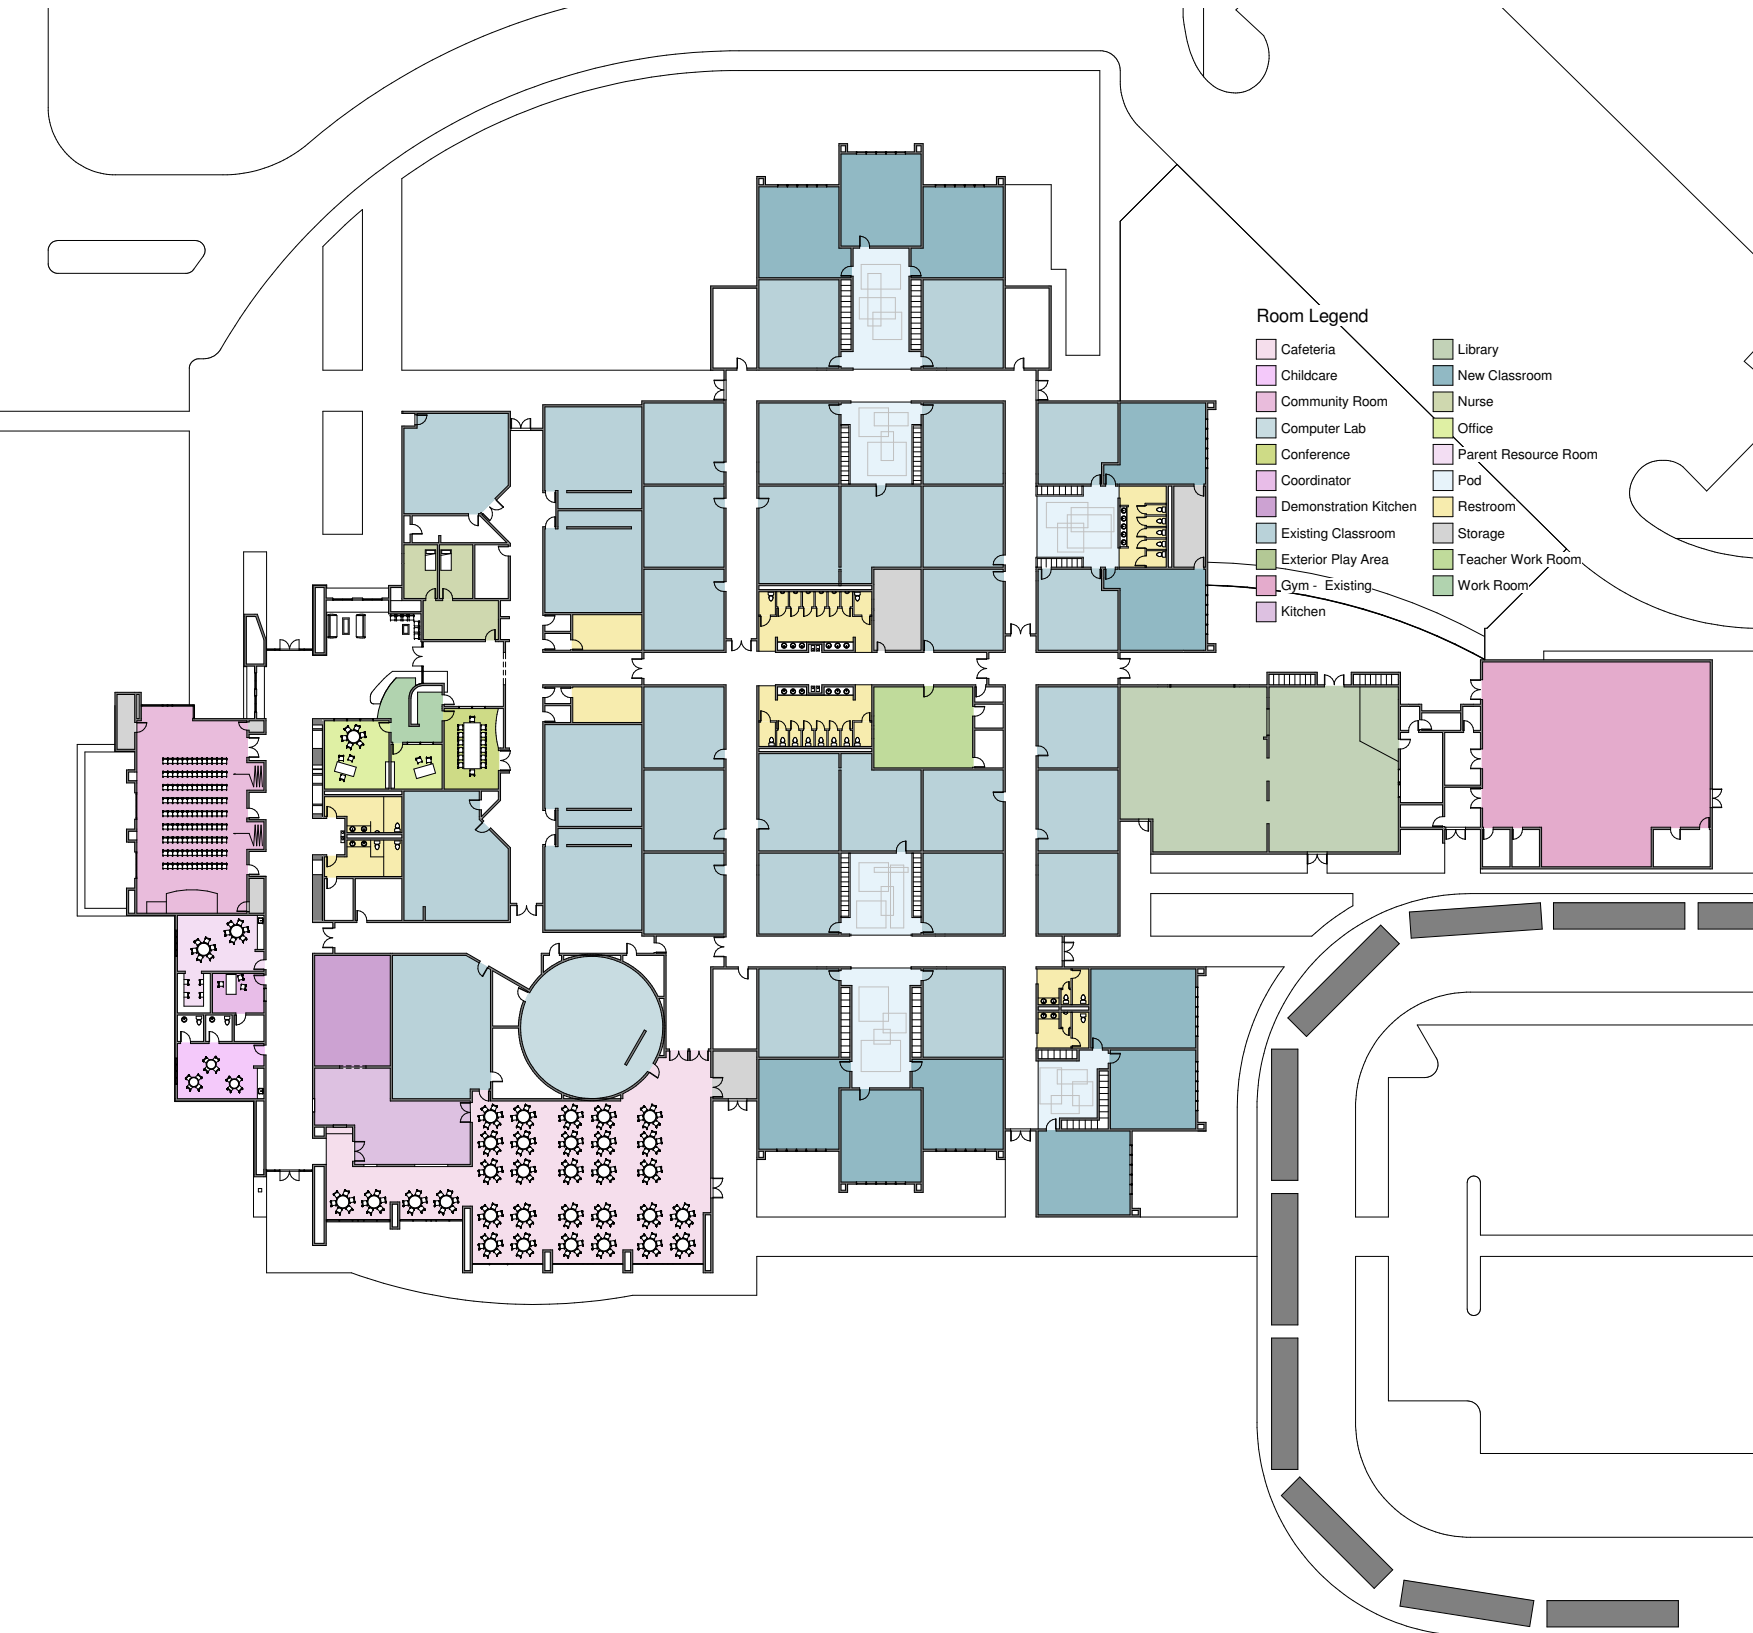 Room Legend
Cafeteria
Childcare
Community Room
Computer Lab
Conference
Coordinator
Demonstration Kitchen
Existing Classroom
Exterior Play Area
Gym - Existing
Kitchen
Library
New Classroom
Nurse
Office
Parent Resource Room
Pod
Restroom
Storage
Teacher Work Room
Work Room